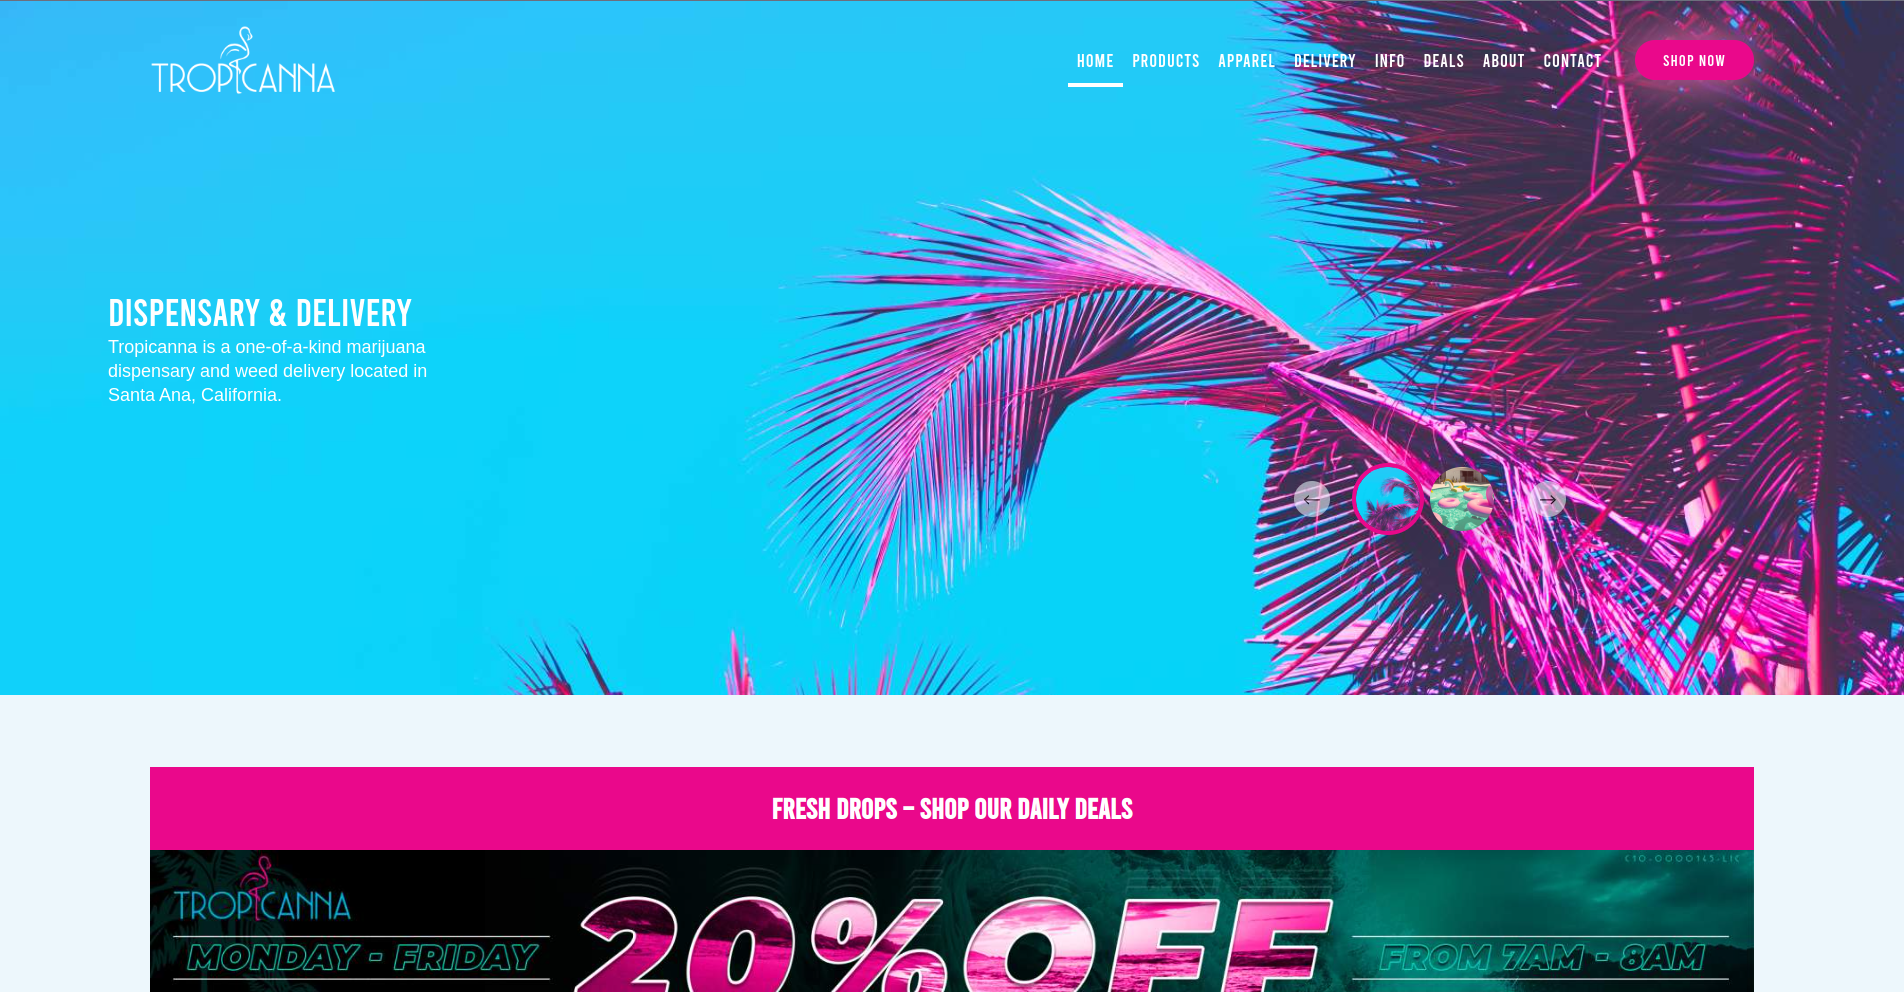 TROPICANNA
HOME PRODUCTS APPAREL DELIVERY INFO DEALS ABOUT CONTACT SHOP NOW
DISPENSARY & DELIVERY
Tropicanna is a one-of-a-kind marijuana
dispensary and weed delivery located in
Santa Ana, California.
FRESH DROPS – SHOP OUR DAILY DEALS
C10-0000145-LIC
TROPICANNA
20% OFF
MONDAY - FRIDAY
FROM 7AM - 8AM